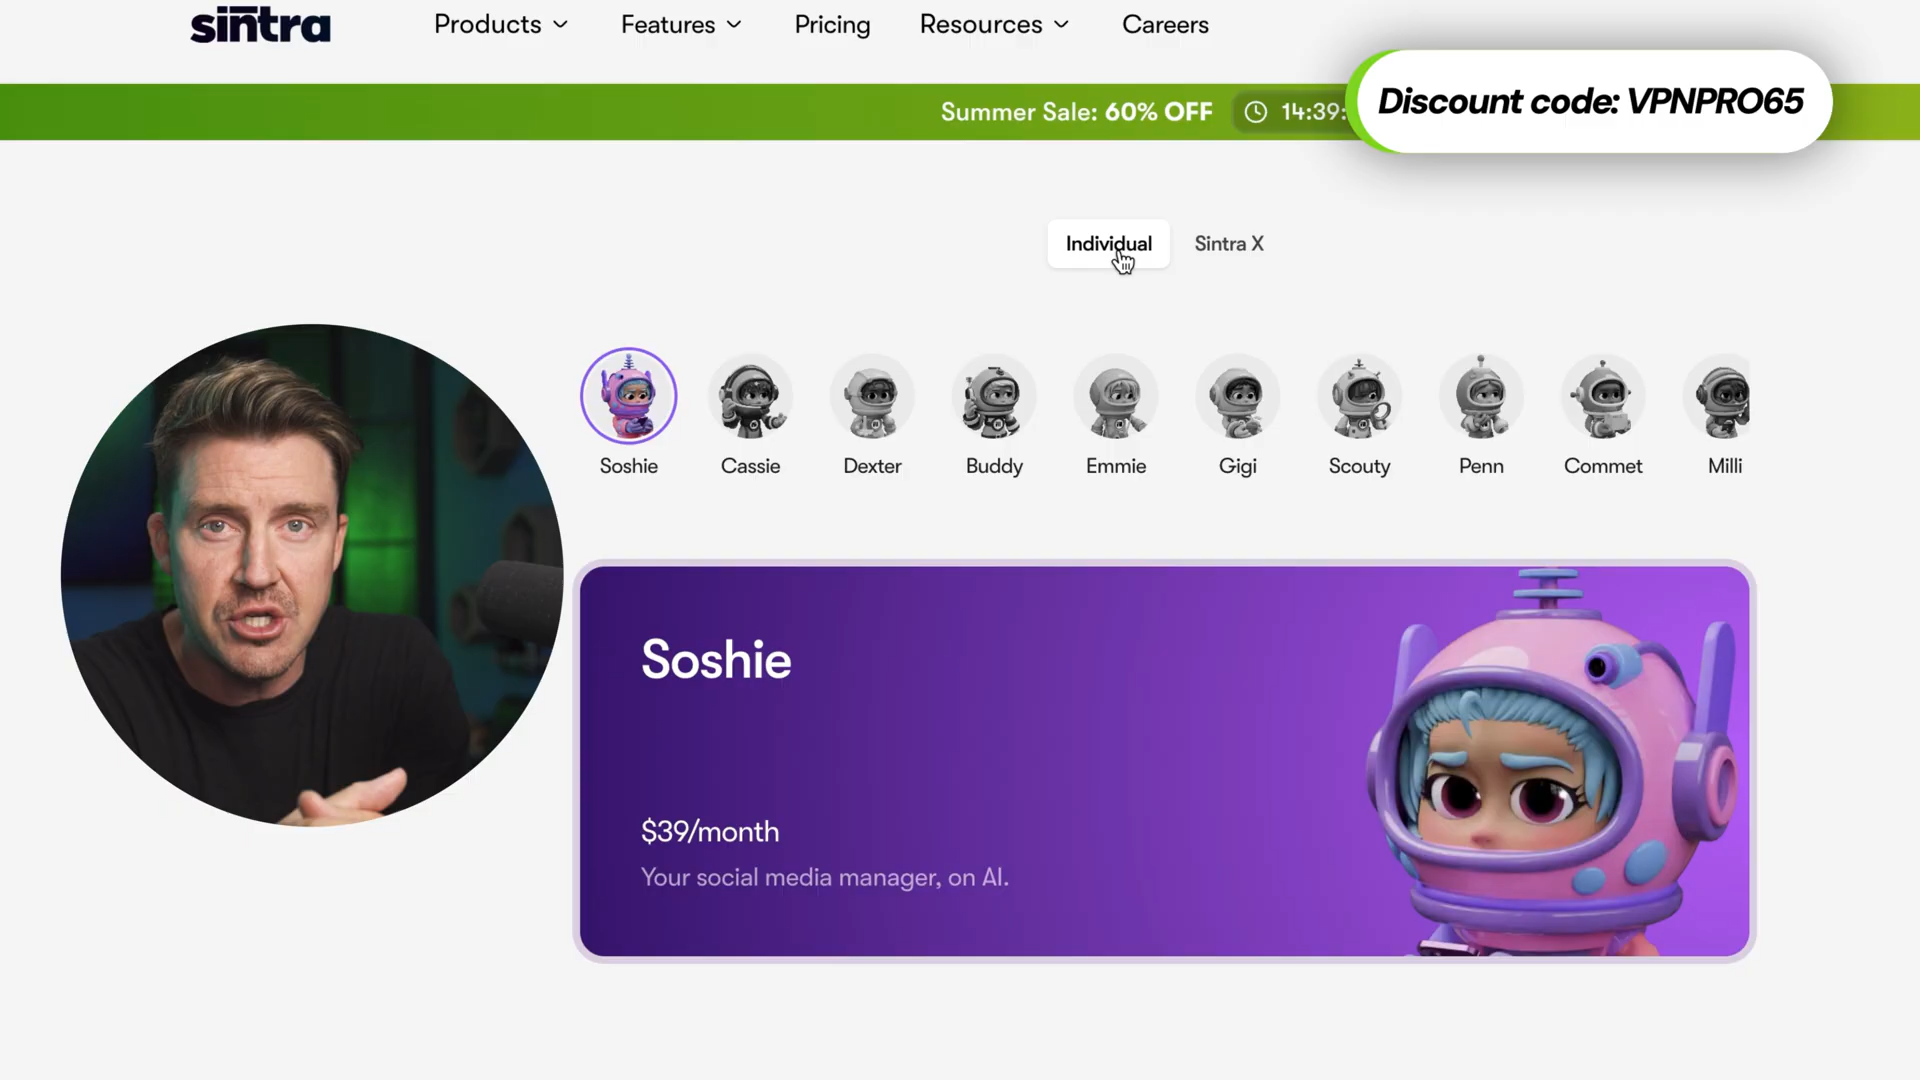 sintra
Products
Features
Pricing
Resources
Careers
Summer Sale: 60% OFF
14:39:
Discount code: VPNPRO65
Individual
Sintra X
Soshie
Cassie
Dexter
Buddy
Emmie
Gigi
Scouty
Penn
Commet
Milli
Soshie
$39/month
Your social media manager, on AI.